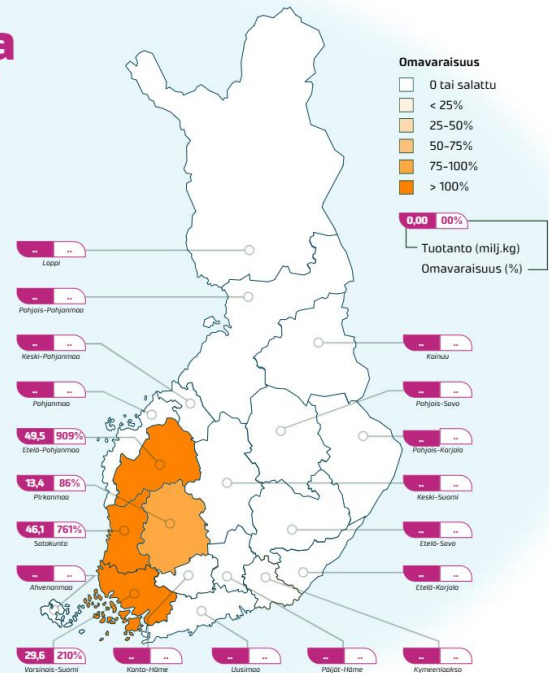 a
Omavaraisuus
0 tai salattu
< 25%
25-50%
50-75%
75-100%
> 100%
0,00 00%
Tuotanto (milj.kg)
Omavaraisuus (%)
.. ..
Lappi
.. ..
Pohjois-Pohjanmaa
.. ..
Keski-Pohjanmaa
.. ..
Pohjanmaa
49,5 909%
Etelä-Pohjanmaa
13,4 86%
Pirkanmaa
46,1 761%
Satakunta
.. ..
Ahvenanmaa
29,6 210%
Varsinais-Suomi
.. ..
Kanta-Häme
.. ..
Uusimaa
.. ..
Päijät-Häme
.. ..
Kymeenlaakso
.. ..
Kainuu
.. ..
Pohjois-Savo
.. ..
Pohjois-Karjala
.. ..
Keski-Suomi
.. ..
Etelä-Savo
.. ..
Etelä-Karjala